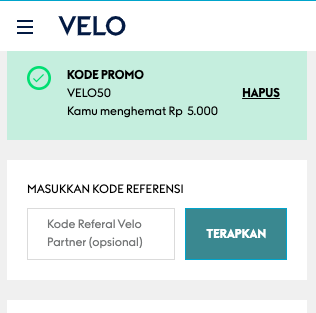 VELO
KODE PROMO
VELO50 HAPUS
Kamu menghemat Rp 5.000
MASUKKAN KODE REFERENSI
Kode Referal Velo
Partner (opsional)
TERAPKAN